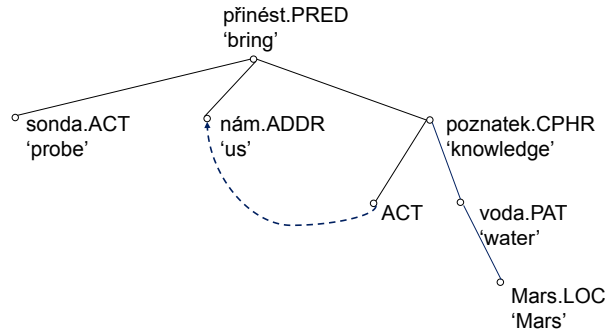 přinést.PRED
‘bring’
sonda.ACT
‘probe’
nám.ADDR
‘us’
poznatek.CPHR
‘knowledge’
ACT
voda.PAT
‘water’
Mars.LOC
‘Mars’